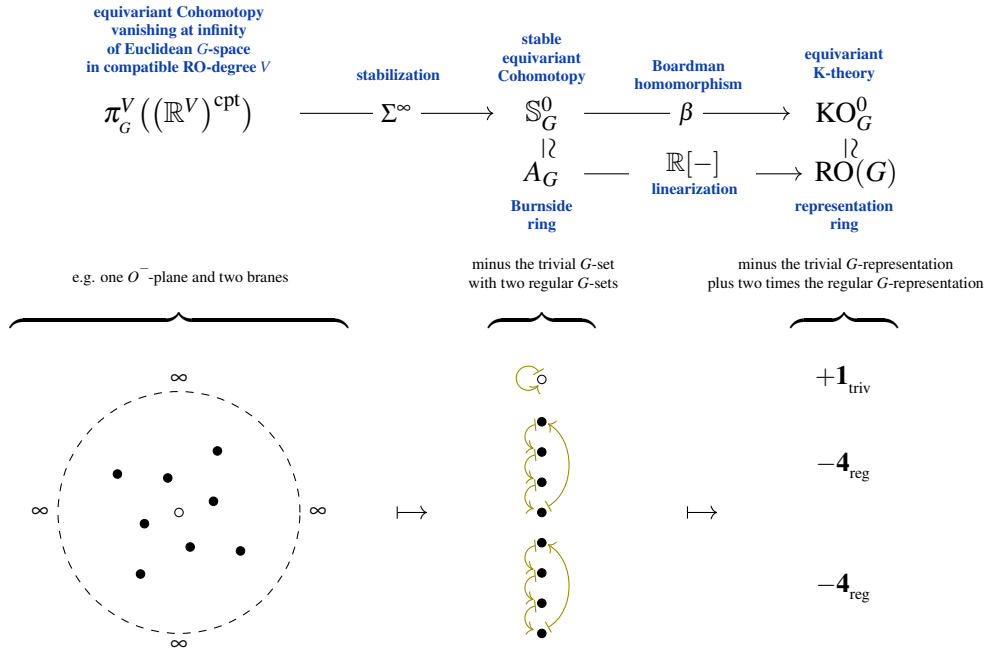 equivariant Cohomotopy
vanishing at infinity
of Euclidean G-space
in compatible RO-degree V
stabilization
stable
equivariant
Cohomotopy
Boardman
homomorphism
equivariant
K-theory
π_G^V((ℝ^V)^cpt)
Σ^∞
𝕊_G^0
β
KO_G^0
≃
≃
A_G
ℝ[−]
RO(G)
linearization
Burnside
ring
representation
ring
e.g. one O^−-plane and two branes
minus the trivial G-set
with two regular G-sets
minus the trivial G-representation
plus two times the regular G-representation
∞
+1_triv
−4_reg
∞
∞
−4_reg
∞